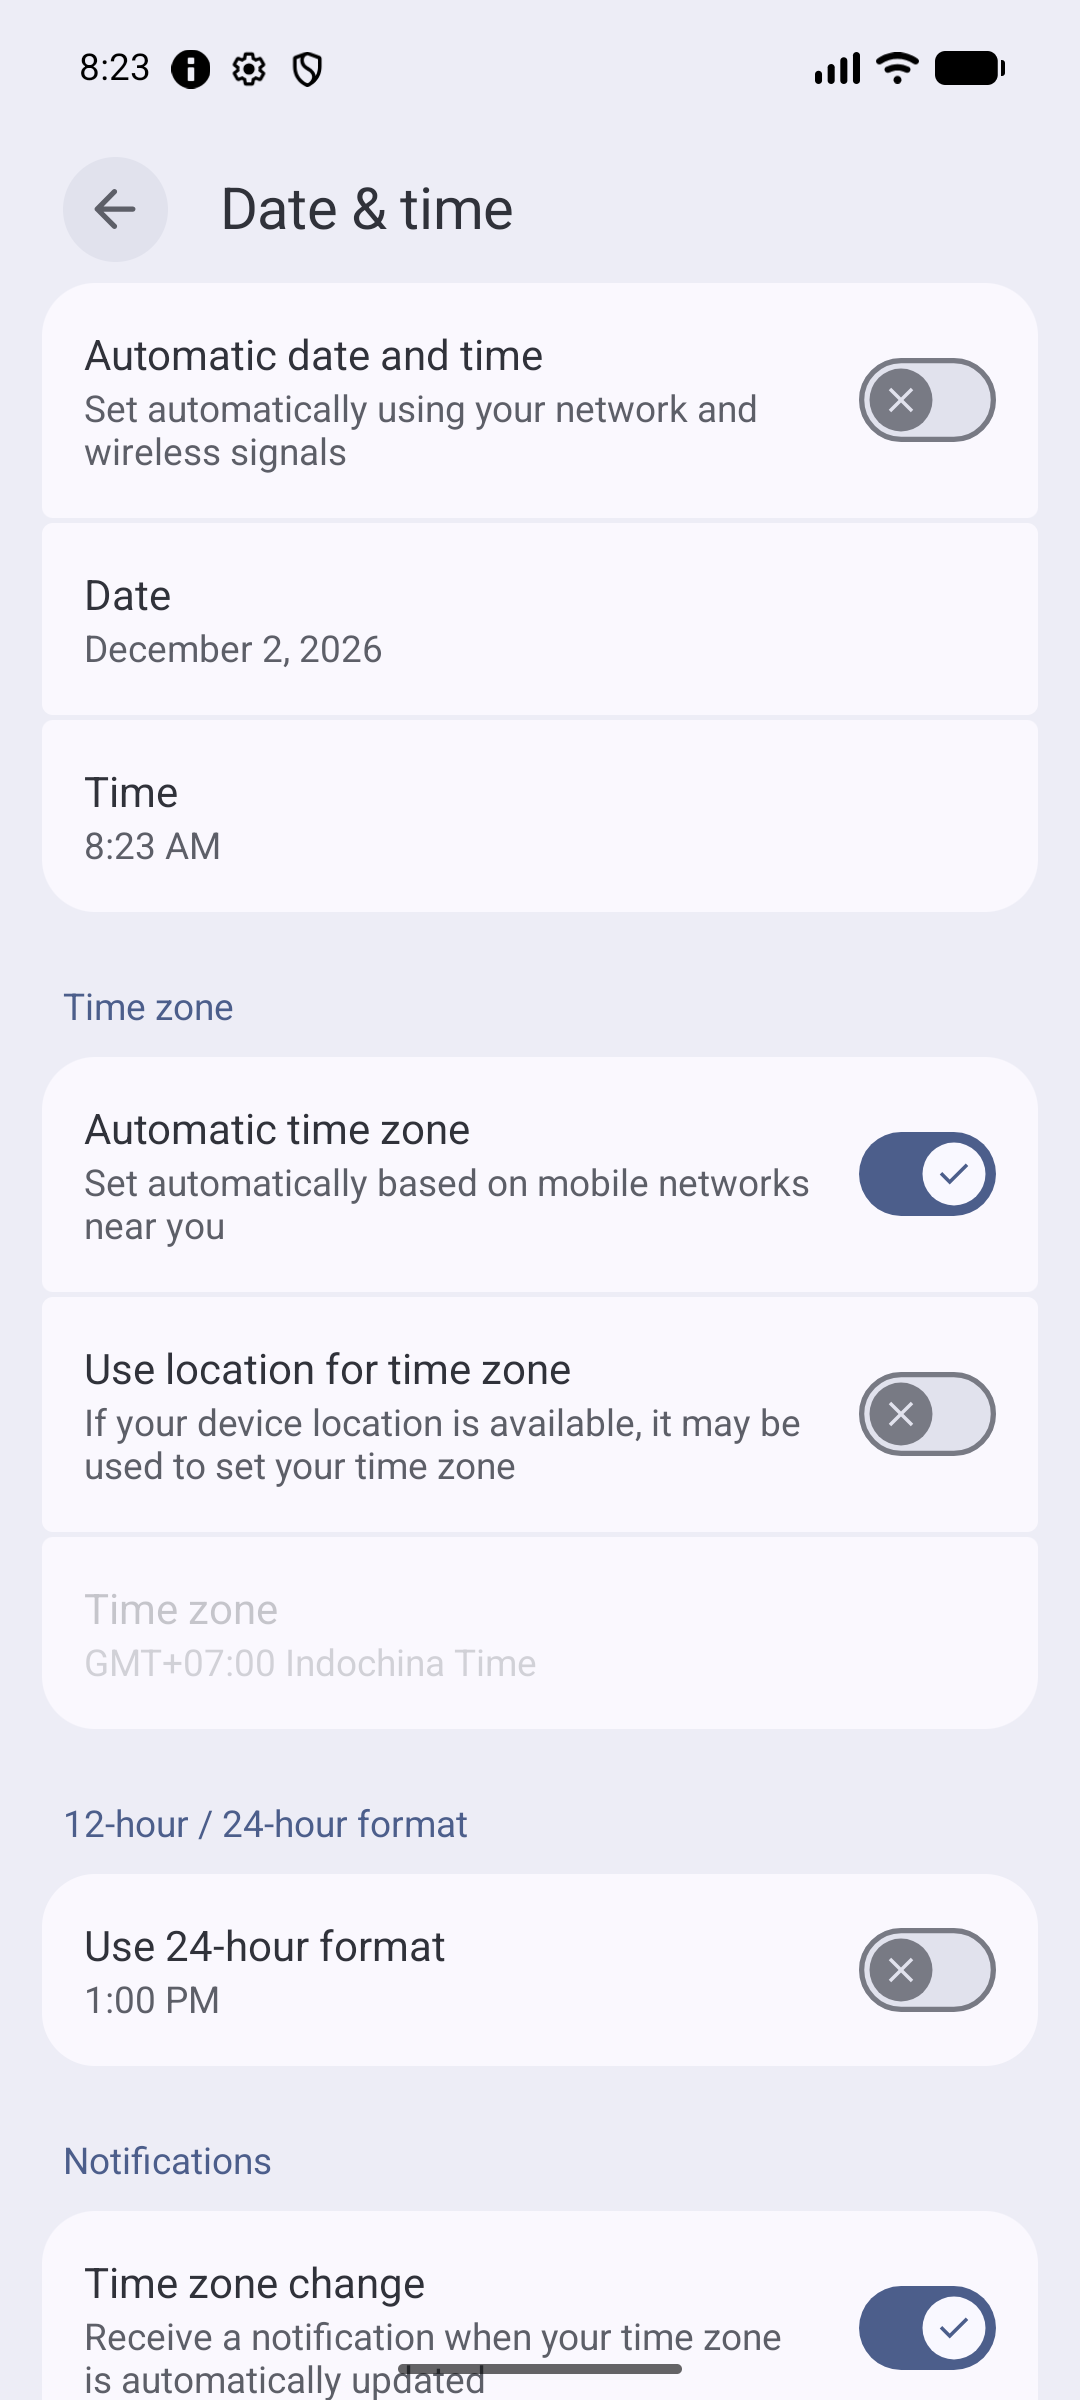 8:23
Date & time
Automatic date and time
Set automatically using your network and
wireless signals
Date
December 2, 2026
Time
8:23 AM
Time zone
Automatic time zone
Set automatically based on mobile networks
near you
Use location for time zone
If your device location is available, it may be
used to set your time zone
Time zone
GMT+07:00 Indochina Time
12-hour / 24-hour format
Use 24-hour format
1:00 PM
Notifications
Time zone change
Receive a notification when your time zone
is automatically updated